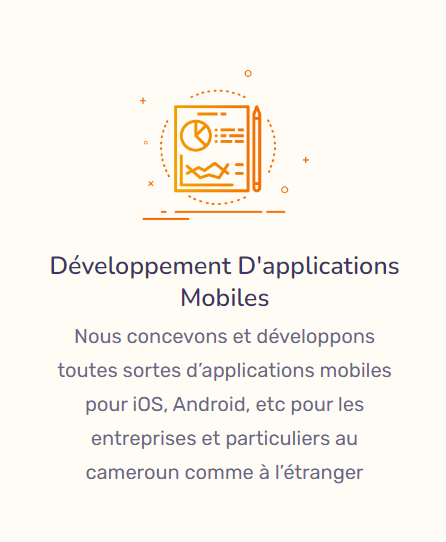 Développement D'applications
Mobiles
Nous concevons et développons
toutes sortes d’applications mobiles
pour iOS, Android, etc pour les
entreprises et particuliers au
cameroun comme à l’étranger